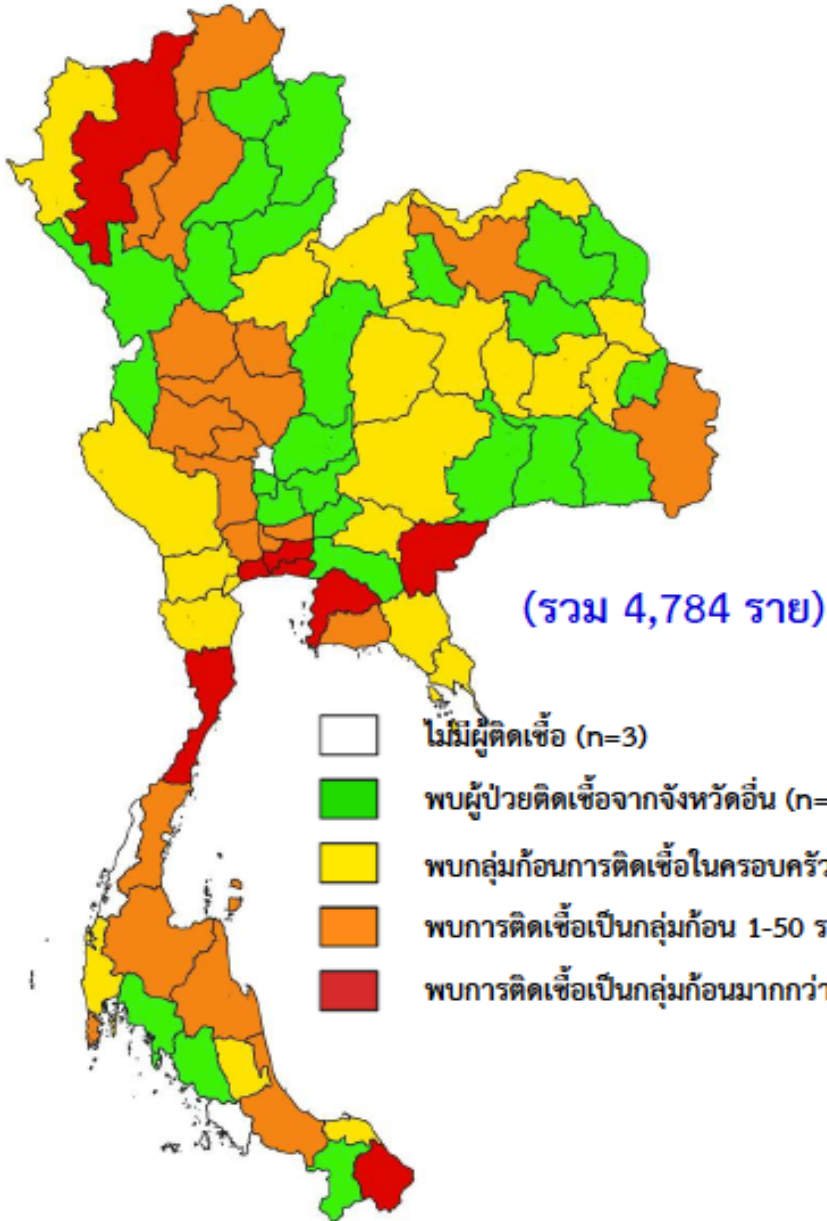 (รวม 4,784 ราย)
ไม่มีผู้ติดเชื้อ (n=3)
พบผู้ป่วยติดเชื้อจากจังหวัดอื่น (n=
พบกลุ่มก้อนการติดเชื้อในครอบครัว
พบการติดเชื้อเป็นกลุ่มก้อน 1-50 ร
พบการติดเชื้อเป็นกลุ่มก้อนมากกว่า